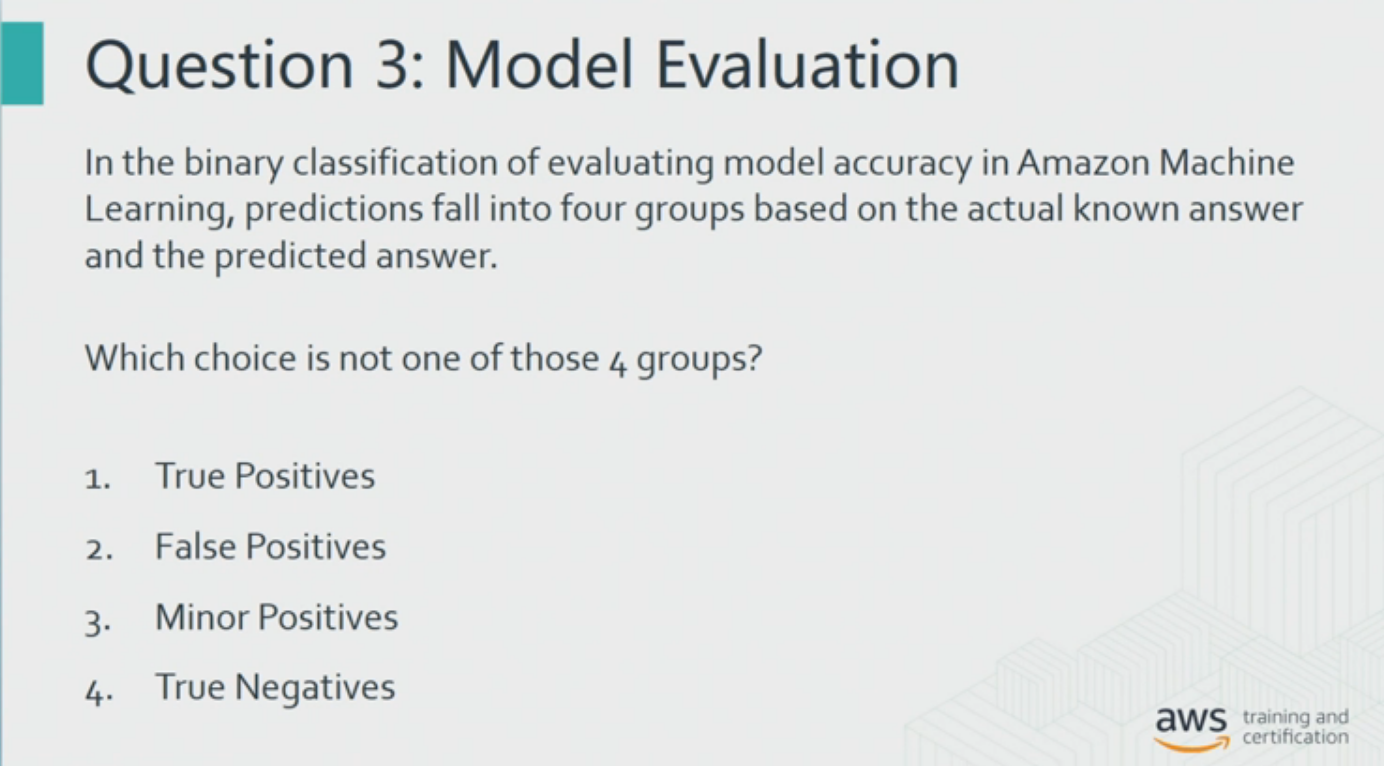 Question 3: Model Evaluation
In the binary classification of evaluating model accuracy in Amazon Machine
Learning, predictions fall into four groups based on the actual known answer
and the predicted answer.
Which choice is not one of those 4 groups?
1. True Positives
2. False Positives
3. Minor Positives
4. True Negatives
aws training and
certification